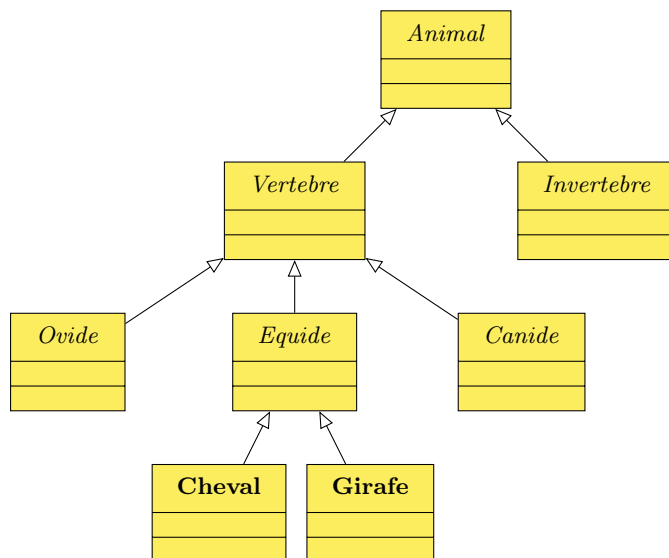 Animal
Vertebre
Invertebre
Ovide
Equide
Canide
Cheval
Girafe